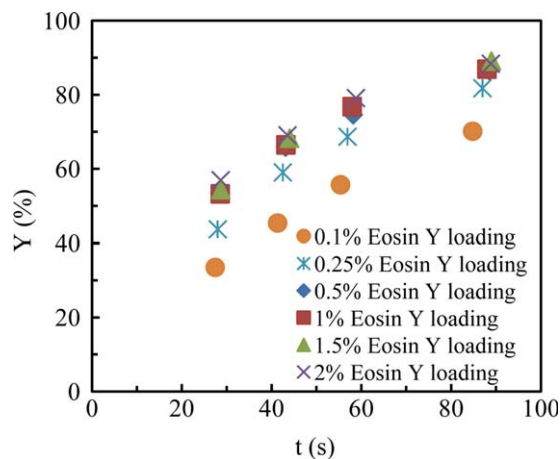 100
80
60
40
20
0
Y (%)
0.1% Eosin Y loading
0.25% Eosin Y loading
0.5% Eosin Y loading
1% Eosin Y loading
1.5% Eosin Y loading
2% Eosin Y loading
0 20 40 60 80 100
t (s)